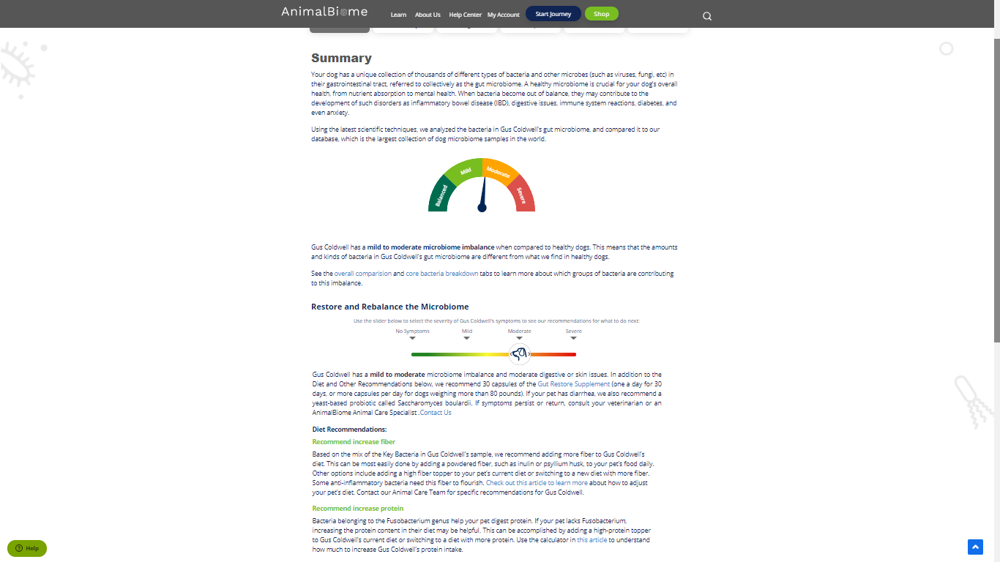 AnimalBiome
Learn
About Us
Help Center
My Account
Start Journey
Shop
Summary
Your dog has a unique collection of thousands of different types of bacteria and other microbes (such as viruses, fungi, etc) in
their gastrointestinal tract, referred to collectively as the gut microbiome. A healthy microbiome is crucial for your dog's overall
health, from nutrient absorption to mental health. When bacteria become out of balance, they may contribute to the
development of such disorders as inflammatory bowel disease (IBD), digestive issues, immune system reactions, diabetes, and
even anxiety.
Using the latest scientific techniques, we analyzed the bacteria in Gus Coldwell's gut microbiome, and compared it to our
database, which is the largest collection of dog microbiome samples in the world.
Balanced
Mild
Moderate
Severe
Gus Coldwell has a mild to moderate microbiome imbalance when compared to healthy dogs. This means that the amounts
and kinds of bacteria in Gus Coldwell's gut microbiome are different from what we find in healthy dogs.
See the overall comparision and core bacteria breakdown tabs to learn more about which groups of bacteria are contributing
to this imbalance.
Restore and Rebalance the Microbiome
Use the slider below to select the severity of Gus Coldwell's symptoms to see our recommendations for what to do next:
No Symptoms
Mild
Moderate
Severe
Gus Coldwell has a mild to moderate microbiome imbalance and moderate digestive or skin issues. In addition to the
Diet and Other Recommendations below, we recommend 30 capsules of the Gut Restore Supplement (one a day for 30
days, or more capsules per day for dogs weighing more than 80 pounds). If your pet has diarrhea, we also recommend a
yeast-based probiotic called Saccharomyces boulardii. If symptoms persist or return, consult your veterinarian or an
AnimalBiome Animal Care Specialist .Contact Us
Diet Recommendations:
Recommend increase fiber
Based on the mix of the Key Bacteria in Gus Coldwell's sample, we recommend adding more fiber to Gus Coldwell's
diet. This can be most easily done by adding a powdered fiber, such as inulin or psyllium husk, to your pet's food daily.
Other options include adding a high fiber topper to your pet's current diet or switching to a new diet with more fiber.
Some anti-inflammatory bacteria need this fiber to flourish. Check out this article to learn more about how to adjust
your pet's diet. Contact our Animal Care Team for specific recommendations for Gus Coldwell.
Recommend increase protein
Bacteria belonging to the Fusobacterium genus help your pet digest protein. If your pet lacks Fusobacterium,
increasing the protein content in their diet may be helpful. This can be accomplished by adding a high-protein topper
to Gus Coldwell's current diet or switching to a diet with more protein. Use the calculator in this article to understand
how much to increase Gus Coldwell's protein intake.
Help